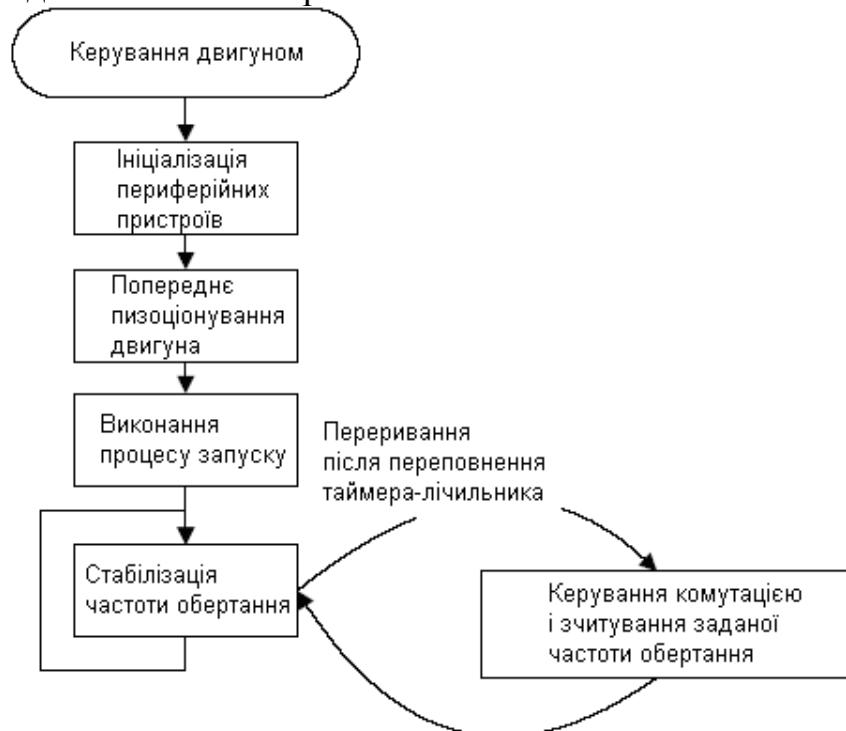 Керування двигуном
Ініціалізація
периферійних
пристроїв
Попереднє
пизоціонування
двигуна
Виконання
процесу запуску
Переривання
після переповнення
таймера-лічильника
Стабілізація
частоти обертання
Керування комутацією
і зчитування заданої
частоти обертання